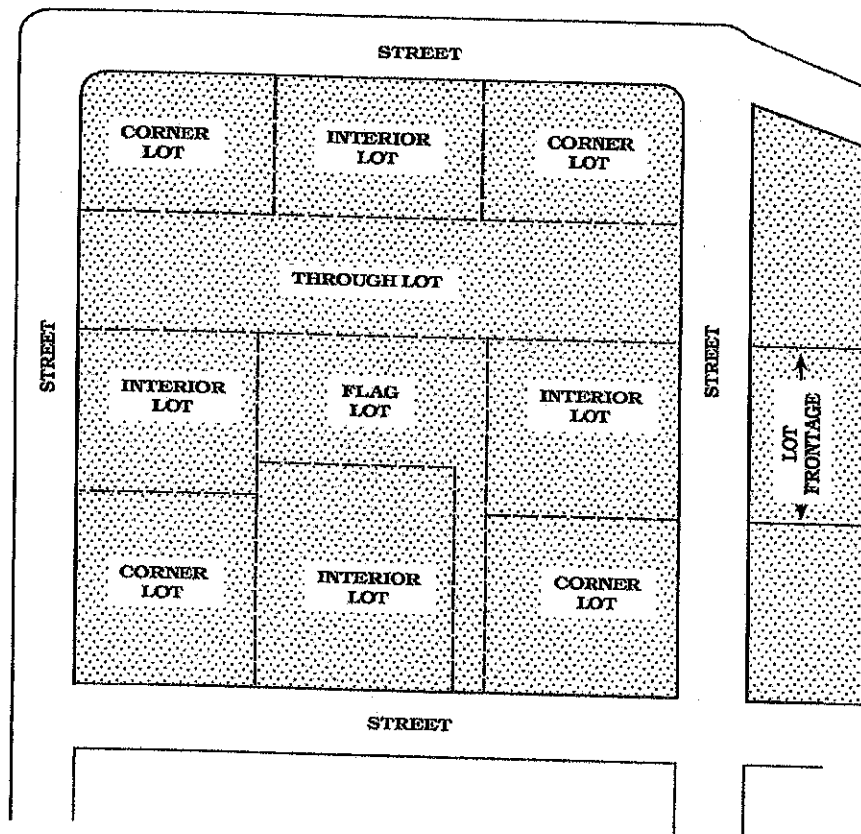 STREET
CORNER
LOT
INTERIOR
LOT
CORNER
LOT
THROUGH LOT
STREET
STREET
INTERIOR
LOT
FLAG
LOT
INTERIOR
LOT
LOT
FRONTAGE
CORNER
LOT
INTERIOR
LOT
CORNER
LOT
STREET